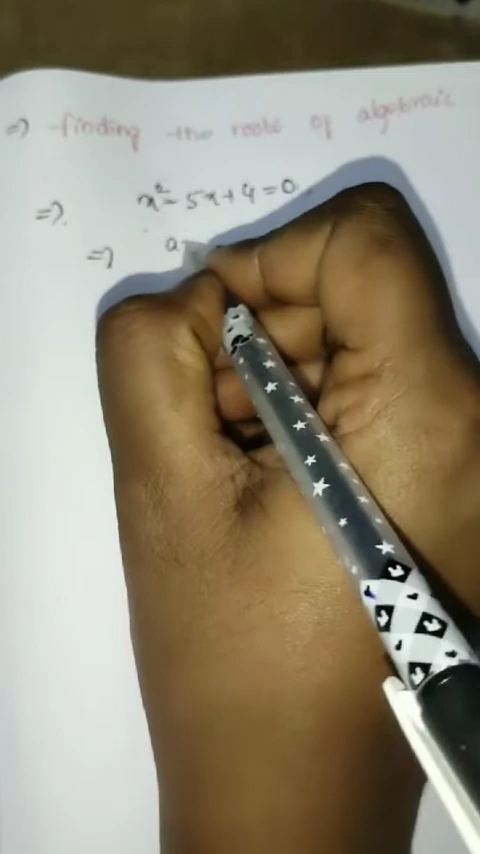 =) finding the roots of algebraic
=). x² - 5x + 4 = 0.
=) a=